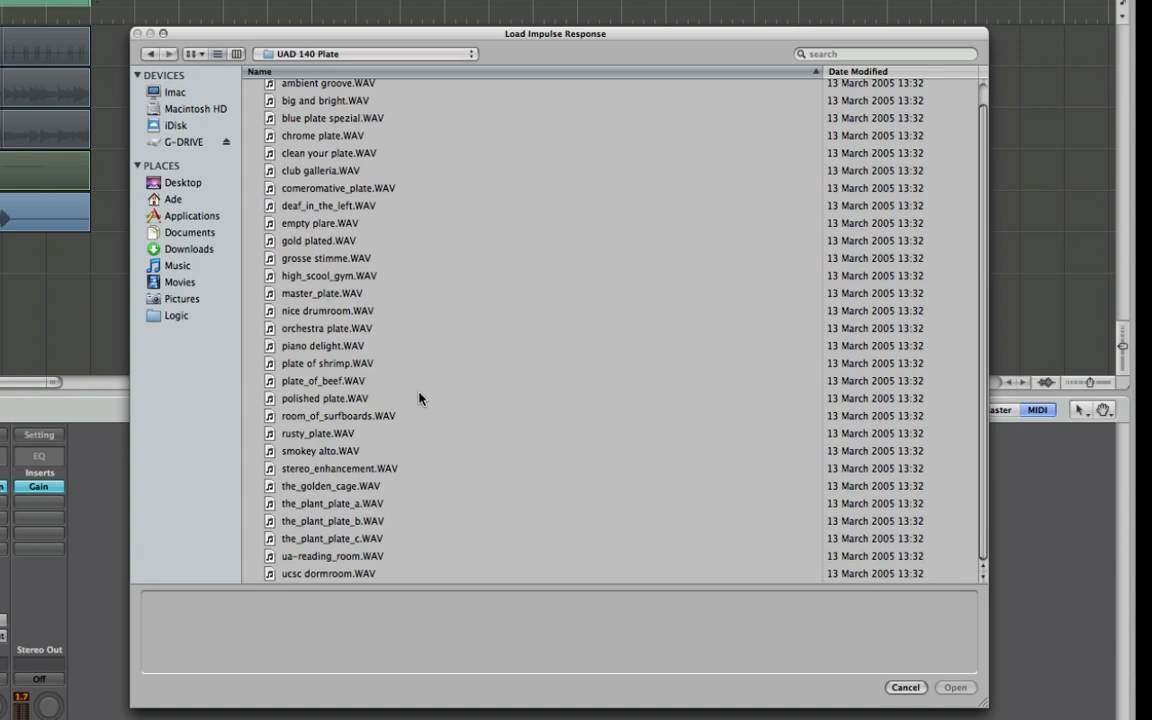 Load Impulse Response
UAD 140 Plate
search
Name
Date Modified
DEVICES
Imac
Macintosh HD
iDisk
G-DRIVE
PLACES
Desktop
Ade
Applications
Documents
Downloads
Music
Movies
Pictures
Logic
ambient groove.WAV 13 March 2005 13:32
big and bright.WAV 13 March 2005 13:32
blue plate spezial.WAV 13 March 2005 13:32
chrome plate.WAV 13 March 2005 13:32
clean your plate.WAV 13 March 2005 13:32
club galleria.WAV 13 March 2005 13:32
comeromative_plate.WAV 13 March 2005 13:32
deaf_in_the_left.WAV 13 March 2005 13:32
empty plare.WAV 13 March 2005 13:32
gold plated.WAV 13 March 2005 13:32
grosse stimme.WAV 13 March 2005 13:32
high_scool_gym.WAV 13 March 2005 13:32
master_plate.WAV 13 March 2005 13:32
nice drumroom.WAV 13 March 2005 13:32
orchestra plate.WAV 13 March 2005 13:32
piano delight.WAV 13 March 2005 13:32
plate of shrimp.WAV 13 March 2005 13:32
plate_of_beef.WAV 13 March 2005 13:32
polished plate.WAV 13 March 2005 13:32
room_of_surfboards.WAV 13 March 2005 13:32
rusty_plate.WAV 13 March 2005 13:32
smokey alto.WAV 13 March 2005 13:32
stereo_enhancement.WAV 13 March 2005 13:32
the_golden_cage.WAV 13 March 2005 13:32
the_plant_plate_a.WAV 13 March 2005 13:32
the_plant_plate_b.WAV 13 March 2005 13:32
the_plant_plate_c.WAV 13 March 2005 13:32
ua-reading_room.WAV 13 March 2005 13:32
ucsc dormroom.WAV 13 March 2005 13:32
Cancel
Open
aster
MIDI
Setting
EQ
Inserts
Gain
Stereo Out
Off
1.7